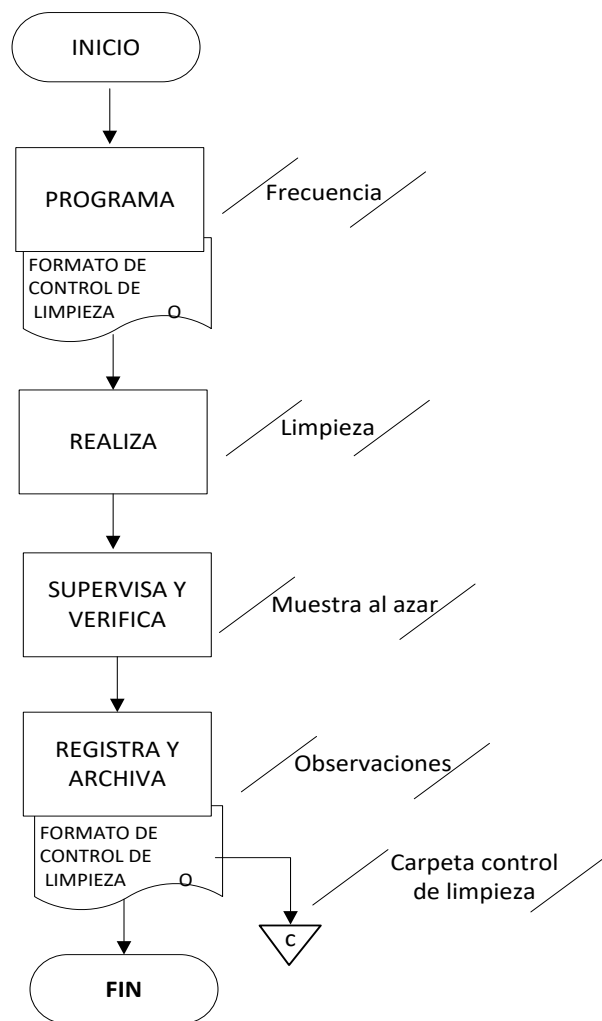 INICIO
PROGRAMA
Frecuencia
FORMATO DE
CONTROL DE
LIMPIEZA O
REALIZA
Limpieza
SUPERVISA Y
VERIFICA
Muestra al azar
REGISTRA Y
ARCHIVA
Observaciones
FORMATO DE
CONTROL DE
LIMPIEZA O
Carpeta control
de limpieza
C
FIN